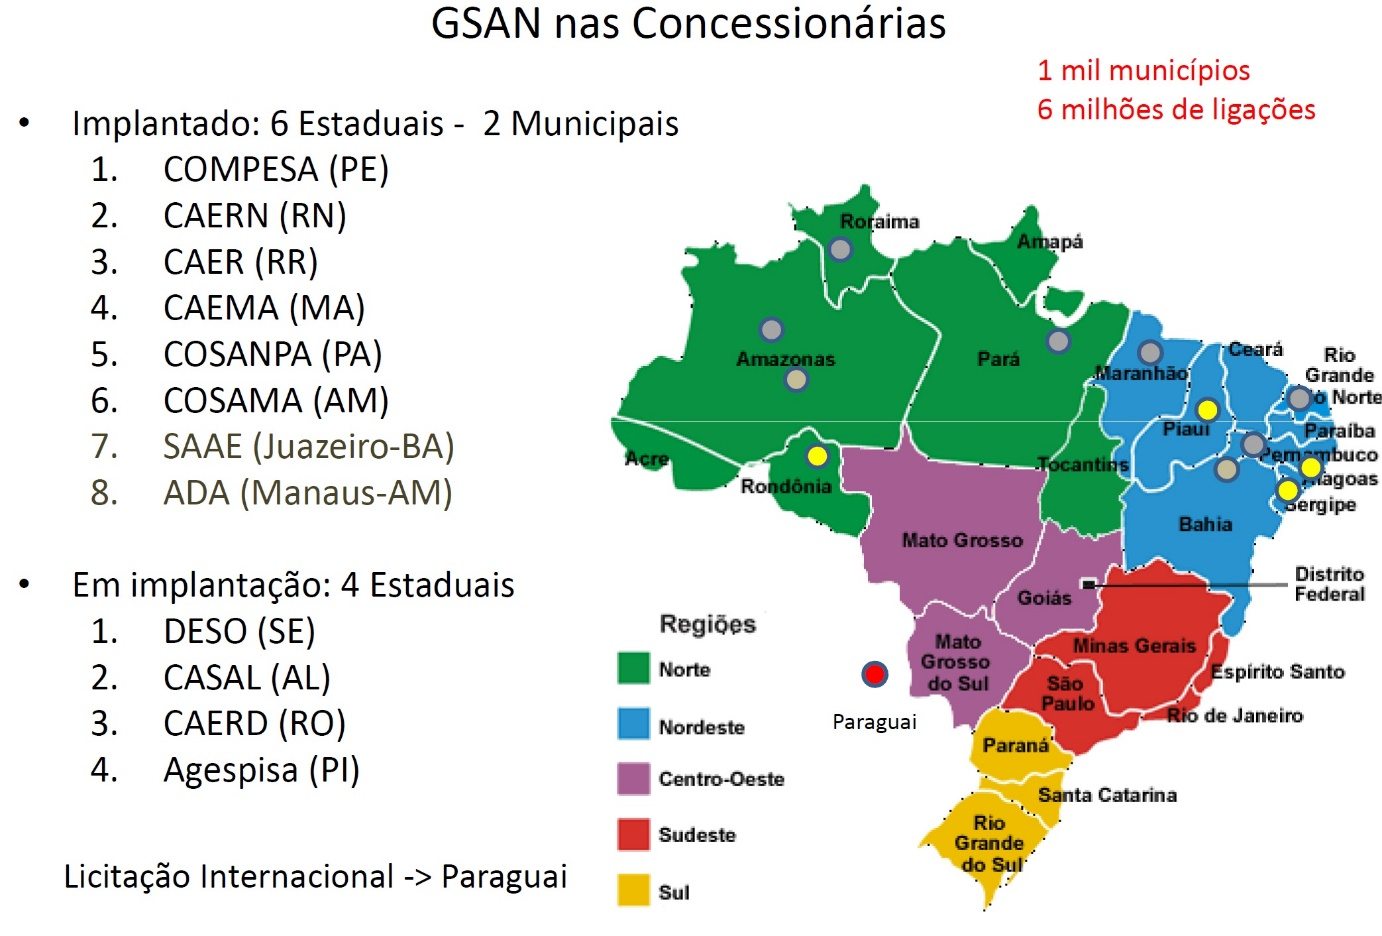 GSAN nas Concessionárias
1 mil municípios
6 milhões de ligações
• Implantado: 6 Estaduais - 2 Municipais
1. COMPESA (PE)
2. CAERN (RN)
3. CAER (RR)
4. CAEMA (MA)
5. COSANPA (PA)
6. COSAMA (AM)
7. SAAE (Juazeiro-BA)
8. ADA (Manaus-AM)
• Em implantação: 4 Estaduais
1. DESO (SE)
2. CASAL (AL)
3. CAERD (RO)
4. Agespisa (PI)
Licitação Internacional -> Paraguai
Roraima
Amapá
Amazonas
Pará
Maranhão
Ceará
Rio
Grande
do Norte
Piauí
Paraíba
Pernambuco
Acre
Rondônia
Tocantins
Alagoas
Sergipe
Bahia
Mato Grosso
Distrito
Federal
Goiás
Mato
Grosso
do Sul
Minas Gerais
Espírito Santo
São
Paulo
Rio de Janeiro
Paraguai
Paraná
Santa Catarina
Rio
Grande
do Sul
Regiões
Norte
Nordeste
Centro-Oeste
Sudeste
Sul